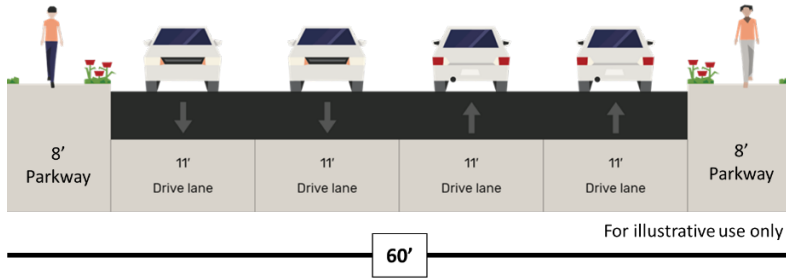 8’
Parkway
11’
Drive lane
11’
Drive lane
11’
Drive lane
11’
Drive lane
8’
Parkway
For illustrative use only
60’